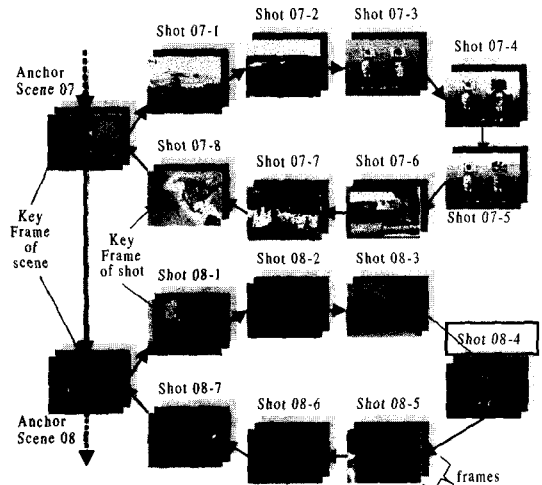 Shot 07-1
Shot 07-2
Shot 07-3
Shot 07-4
Anchor
Scene 07
Shot 07-8
Shot 07-7
Shot 07-6
Shot 07-5
Key
Frame
of
scene
Key
Frame
of shot
Shot 08-1
Shot 08-2
Shot 08-3
Shot 08-4
Shot 08-7
Shot 08-6
Shot 08-5
Anchor
Scene 08
frames